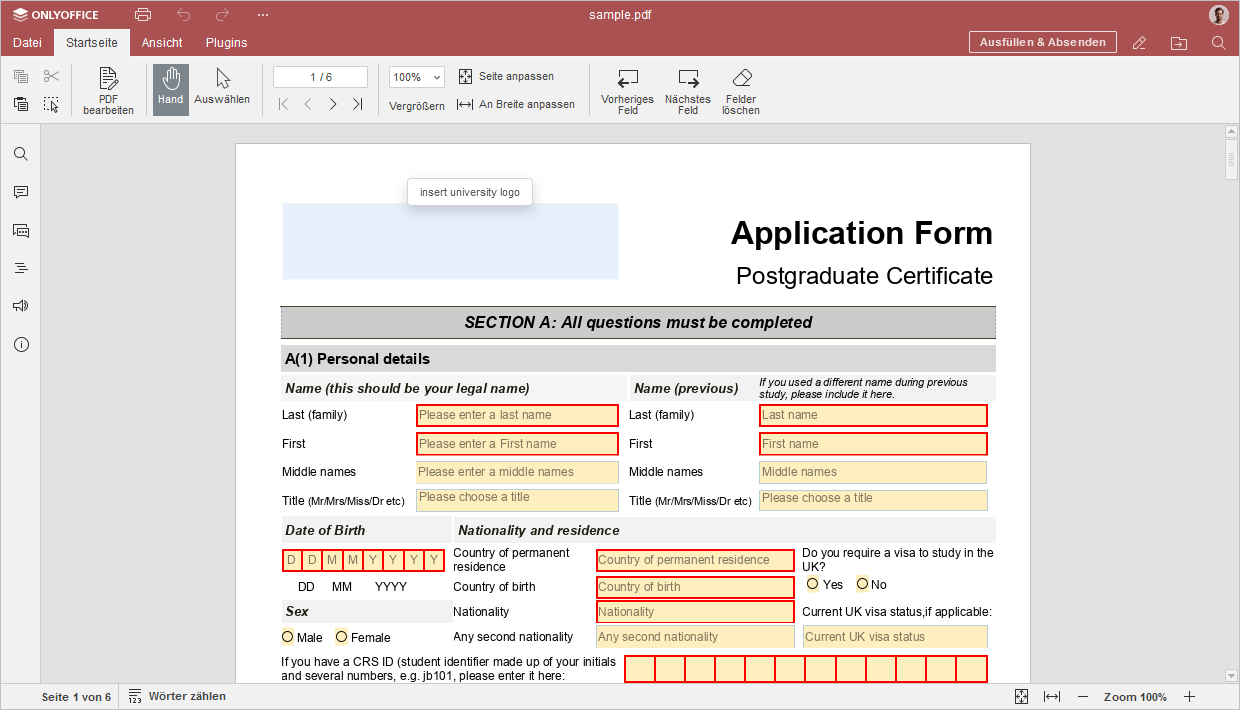 ONLYOFFICE
sample.pdf
Datei Startseite Ansicht Plugins Ausfüllen & Absenden
PDF bearbeiten
Hand
Auswählen
1 / 6
100%
Vergrößern
Seite anpassen
An Breite anpassen
Vorheriges Feld
Nächstes Feld
Felder löschen
insert university logo
Application Form
Postgraduate Certificate
SECTION A: All questions must be completed
A(1) Personal details
Name (this should be your legal name) Name (previous) If you used a different name during previous
study, please include it here.
Last (family) Please enter a last name Last (family) Last name
First Please enter a First name First First name
Middle names Please enter a middle names Middle names Middle names
Title (Mr/Mrs/Miss/Dr etc) Please choose a title Title (Mr/Mrs/Miss/Dr etc) Please choose a title
Date of Birth Nationality and residence
D D M M Y Y Y Y
DD MM YYYY
Country of permanent
residence
Country of permanent residence
Do you require a visa to study in the
UK?
Country of birth Country of birth Yes No
Sex Nationality Nationality Current UK visa status,if applicable:
Male Female Any second nationality Any second nationality Current UK visa status
If you have a CRS ID (student identifier made up of your initials
and several numbers, e.g. jb101, please enter it here:
Seite 1 von 6 123 Wörter zählen Zoom 100%